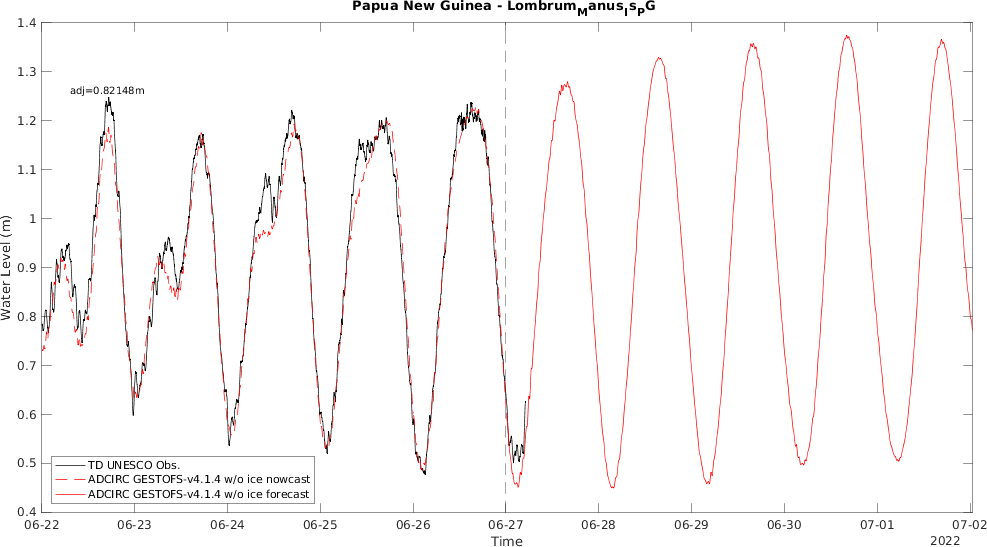 Papua New Guinea - LombrumManusIsPG
adj=0.82148m
Water Level (m)
1.4
1.3
1.2
1.1
1
0.9
0.8
0.7
0.6
0.5
0.4
TD UNESCO Obs.
ADCIRC GESTOFS-v4.1.4 w/o ice nowcast
ADCIRC GESTOFS-v4.1.4 w/o ice forecast
06-22 06-23 06-24 06-25 06-26 06-27 06-28 06-29 06-30 07-01 07-02
Time
2022